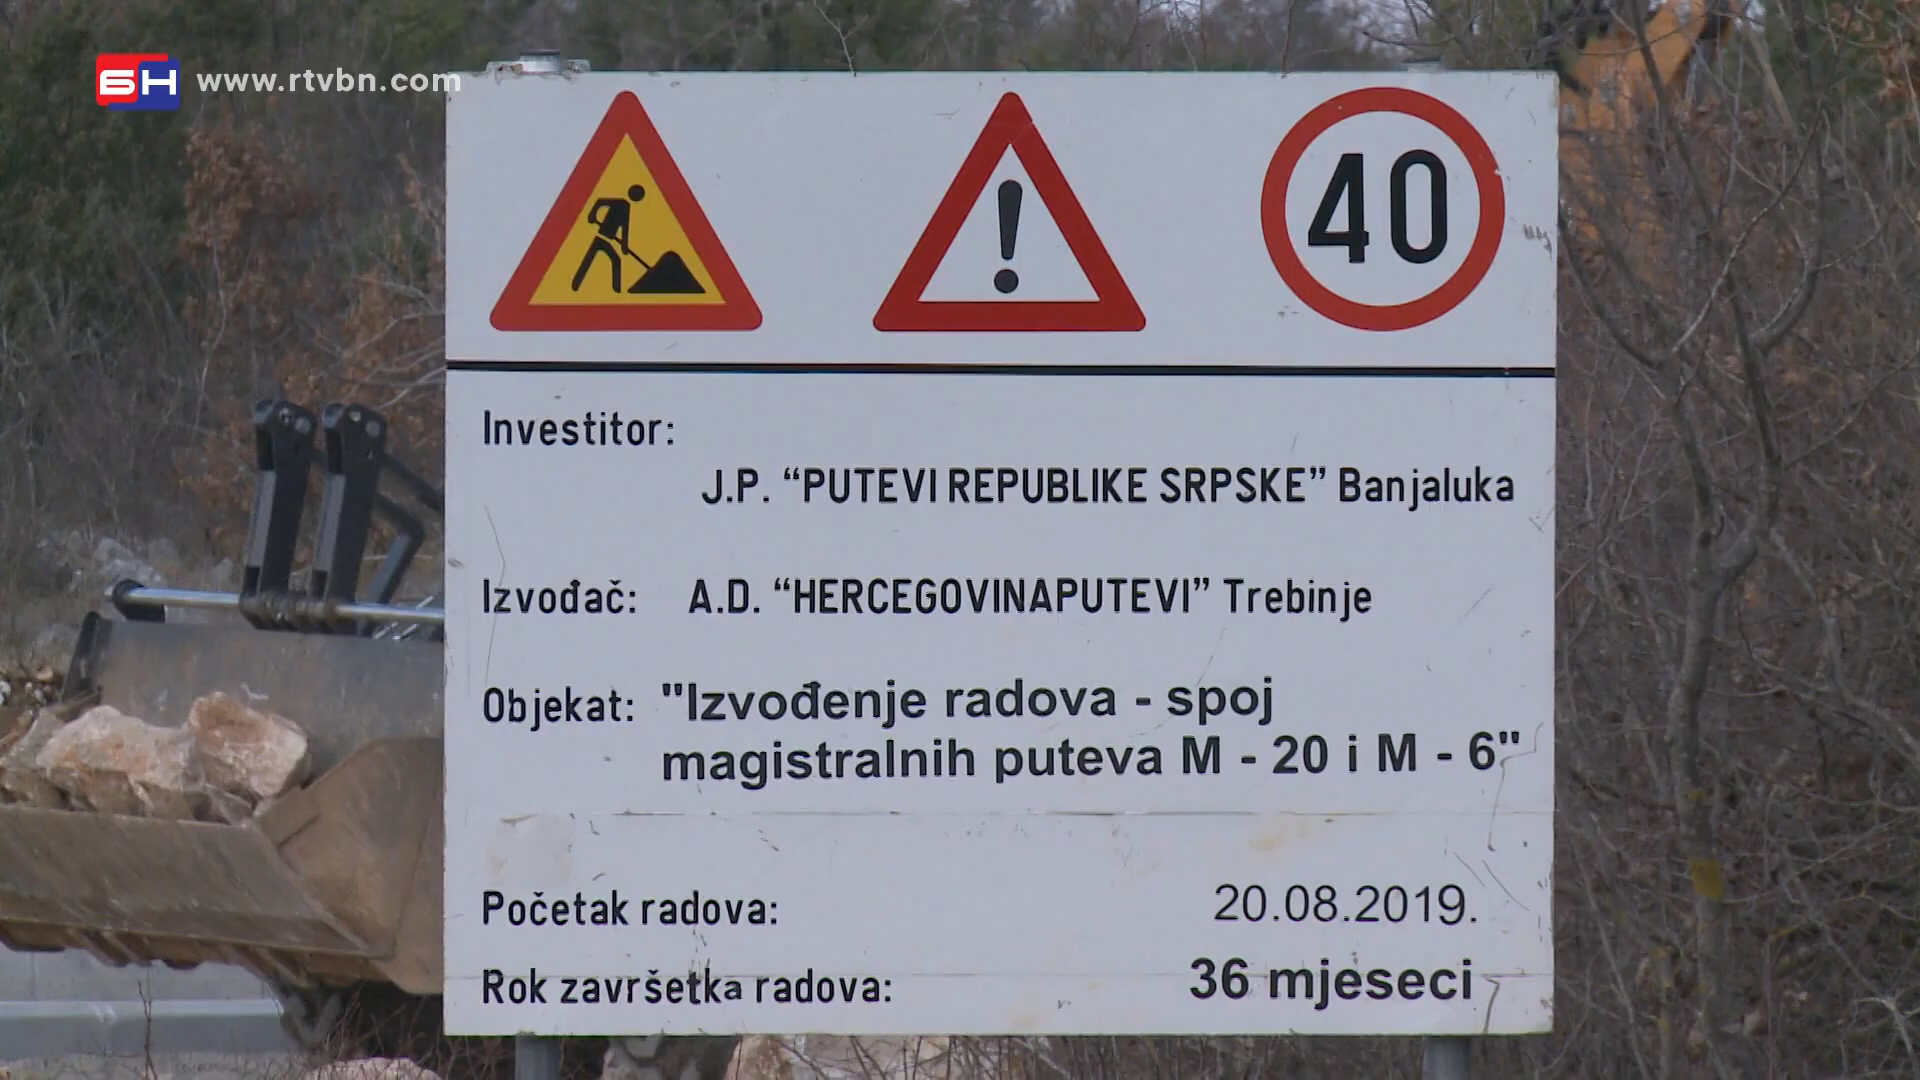 БН www.rtvbn.com
40
Investitor:
J.P. “PUTEVI REPUBLIKE SRPSKE” Banjaluka
Izvođač: A.D. “HERCEGOVINAPUTEVI” Trebinje
Objekat: "Izvođenje radova - spoj
magistralnih puteva M - 20 i M - 6"
Početak radova: 20.08.2019.
Rok završetka radova: 36 mjeseci